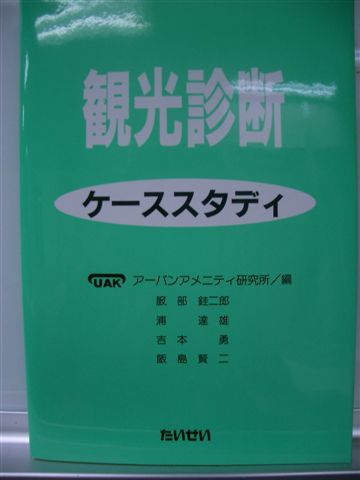 観光診断
ケーススタディ
UAK アーバンアメニティ研究所／編
服部銈二郎
浦達雄
吉本勇
飯島賢二
たいせい